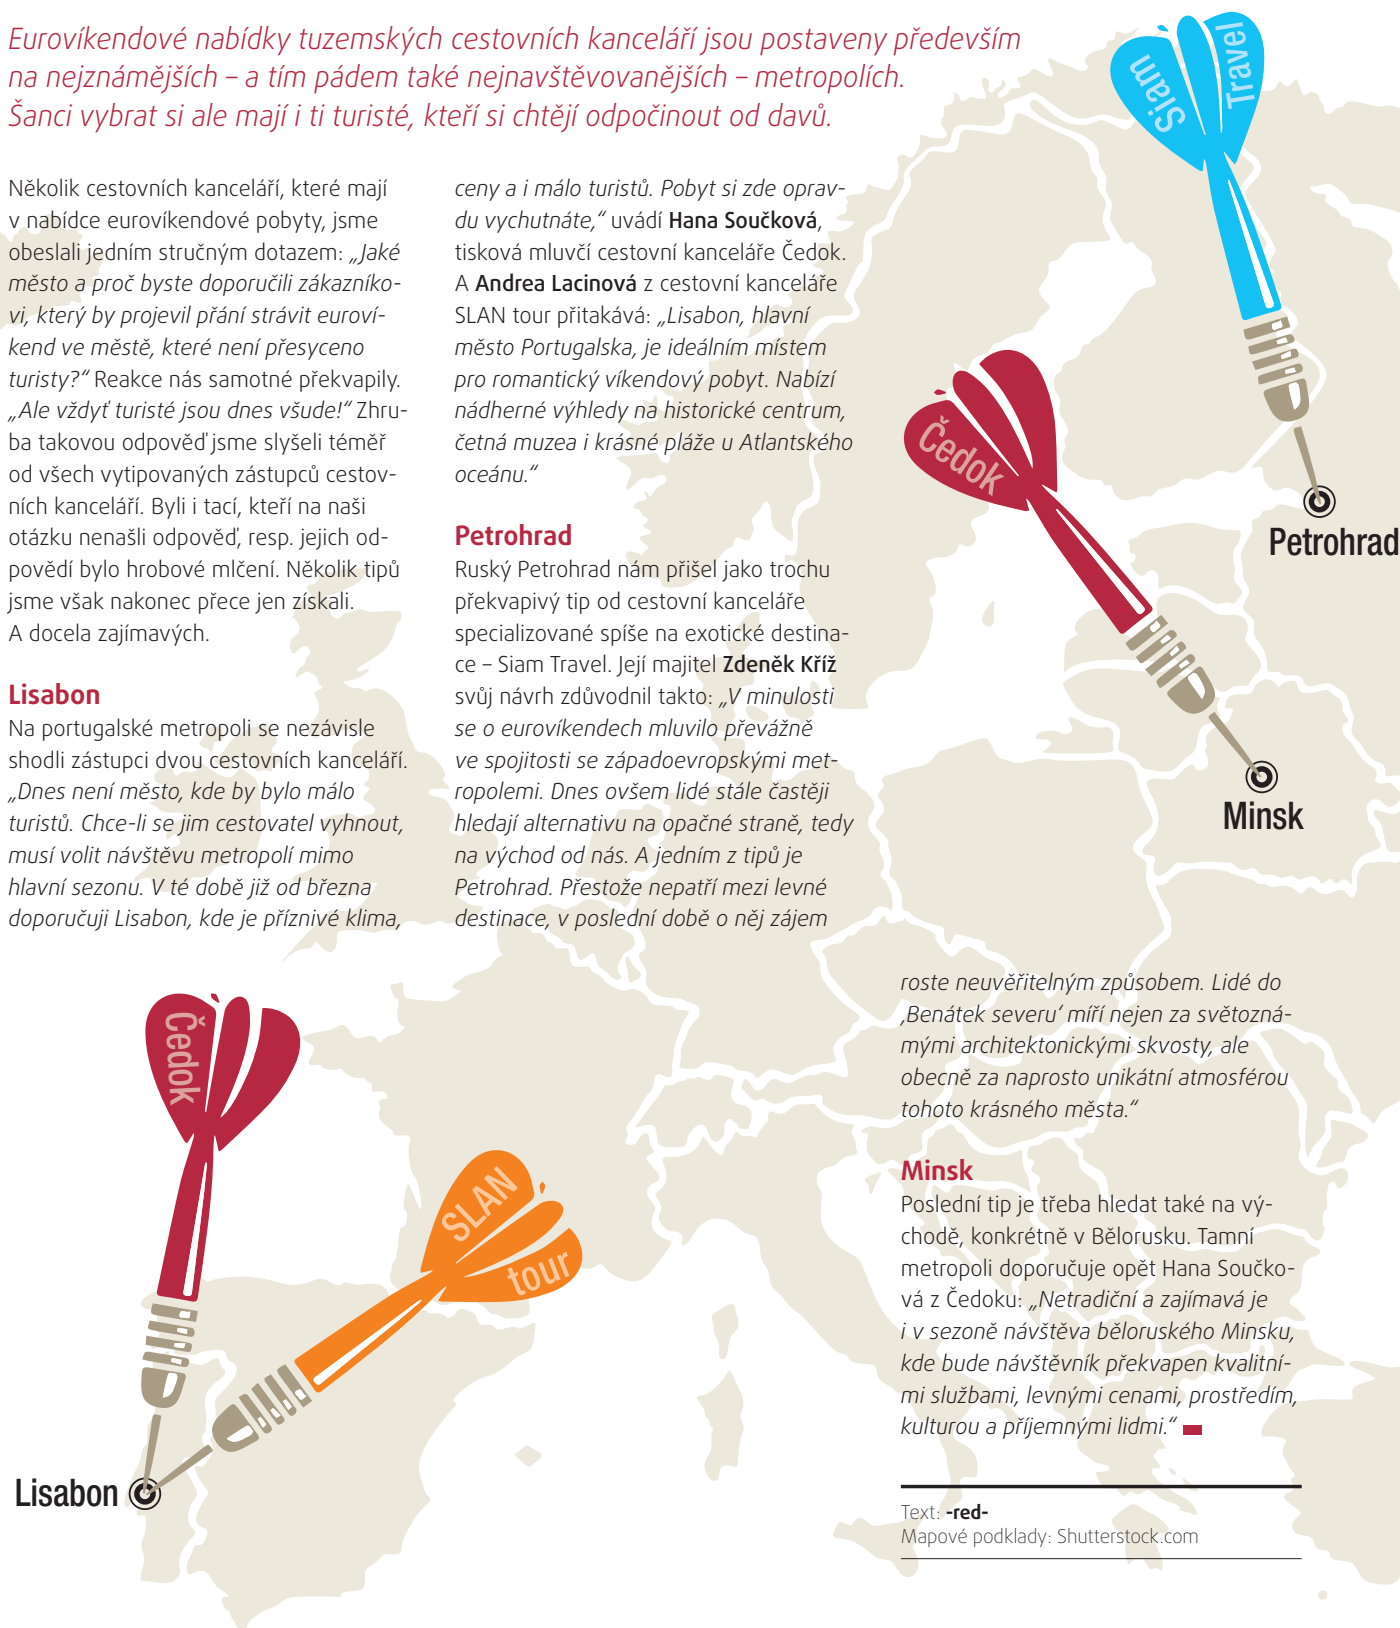 Eurovíkendové nabídky tuzemských cestovních kanceláří jsou postaveny především
na nejznámějších – a tím pádem také nejnavštěvovanějších – metropolích.
Šanci vybrat si ale mají i ti turisté, kteří si chtějí odpočinout od davů.
Několik cestovních kanceláří, které mají
v nabídce eurovíkendové pobyty, jsme
obeslali jedním stručným dotazem: „Jaké
město a proč byste doporučili zákazníko-
vi, který by projevil přání strávit euroví-
kend ve městě, které není přesyceno
turisty?“ Reakce nás samotné překvapily.
„Ale vždyť turisté jsou dnes všude!“ Zhru-
ba takovou odpověď jsme slyšeli téměř
od všech vytipovaných zástupců cestov-
ních kanceláří. Byli i tací, kteří na naši
otázku nenašli odpověď, resp. jejich od-
povědí bylo hrobové mlčení. Několik tipů
jsme však nakonec přece jen získali.
A docela zajímavých.
Lisabon
Na portugalské metropoli se nezávisle
shodli zástupci dvou cestovních kanceláří.
„Dnes není město, kde by bylo málo
turistů. Chce-li se jim cestovatel vyhnout,
musí volit návštěvu metropolí mimo
hlavní sezonu. V té době již od března
doporučuji Lisabon, kde je příznivé klima,
ceny a i málo turistů. Pobyt si zde oprav-
du vychutnáte,“ uvádí Hana Součková,
tisková mluvčí cestovní kanceláře Čedok.
A Andrea Lacinová z cestovní kanceláře
SLAN tour přitakává: „Lisabon, hlavní
město Portugalska, je ideálním místem
pro romantický víkendový pobyt. Nabízí
nádherné výhledy na historické centrum,
četná muzea i krásné pláže u Atlantského
oceánu.“
Petrohrad
Ruský Petrohrad nám přišel jako trochu
překvapivý tip od cestovní kanceláře
specializované spíše na exotické destina-
ce – Siam Travel. Její majitel Zdeněk Kříž
svůj návrh zdůvodnil takto: „V minulosti
se o eurovíkendech mluvilo převážně
ve spojitosti se západoevropskými met-
ropolemi. Dnes ovšem lidé stále častěji
hledají alternativu na opačné straně, tedy
na východ od nás. A jedním z tipů je
Petrohrad. Přestože nepatří mezi levné
destinace, v poslední době o něj zájem
roste neuvěřitelným způsobem. Lidé do
‚Benátek severu‘ míří nejen za světozná-
mými architektonickými skvosty, ale
obecně za naprosto unikátní atmosférou
tohoto krásného města.“
Minsk
Poslední tip je třeba hledat také na vý-
chodě, konkrétně v Bělorusku. Tamní
metropoli doporučuje opět Hana Součko-
vá z Čedoku: „Netradiční a zajímavá je
i v sezoně návštěva běloruského Minsku,
kde bude návštěvník překvapen kvalitní-
mi službami, levnými cenami, prostředím,
kulturou a příjemnými lidmi.“
Text: -red-
Mapové podklady: Shutterstock.com
Siam
Travel
Petrohrad
Čedok
Minsk
Čedok
SLAN
tour
Lisabon